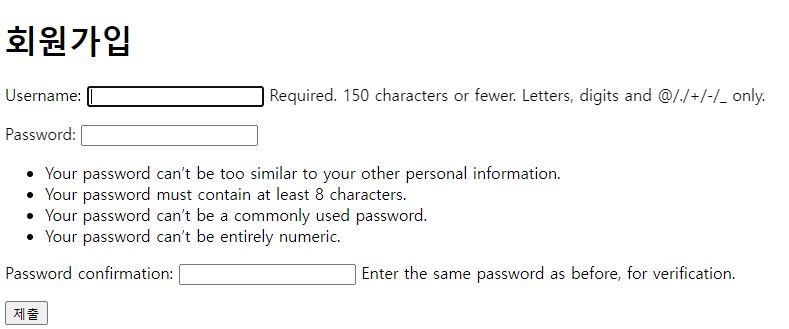 회원가입
Username: Required. 150 characters or fewer. Letters, digits and @/./+/-/_ only.
Password:
• Your password can't be too similar to your other personal information.
• Your password must contain at least 8 characters.
• Your password can't be a commonly used password.
• Your password can't be entirely numeric.
Password confirmation: Enter the same password as before, for verification.
제출